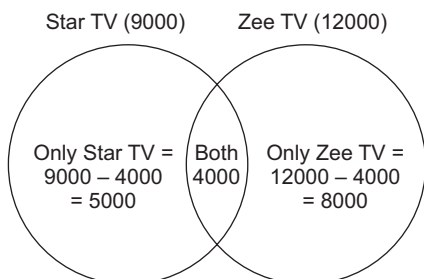 Star TV (9000)
Zee TV (12000)
Only Star TV =
9000 – 4000
= 5000
Both
4000
Only Zee TV =
12000 – 4000
= 8000